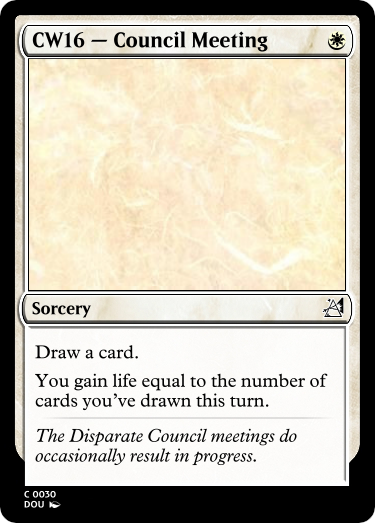 CW16 — Council Meeting
Sorcery
Draw a card.
You gain life equal to the number of
cards you've drawn this turn.
The Disparate Council meetings do
occasionally result in progress.
C 0030
DOU